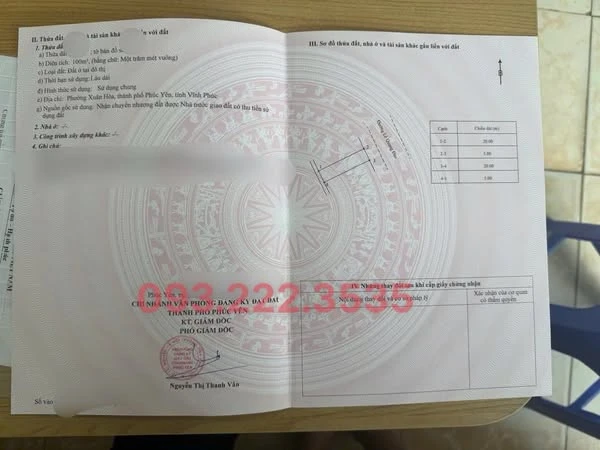 II. Thửa đất, tài sản khác gắn liền với đất
1. Thửa đất
a) Thửa đất: ; tờ bản đồ số
b) Diện tích: 100m², (bằng chữ: Một trăm mét vuông)
c) Loại đất: Đất ở tại đô thị
d) Thời hạn sử dụng: Lâu dài
đ) Hình thức sử dụng: Sử dụng chung
e) Địa chỉ: Phường Xuân Hòa, thành phố Phúc Yên, tỉnh Vĩnh Phúc
g) Nguồn gốc sử dụng: Nhận chuyển nhượng đất được Nhà nước giao đất có thu tiền sử
dụng đất
2. Nhà ở: -/-
3. Công trình xây dựng khác: -/-
4. Ghi chú:
Phúc Yên,
CHI NHÁNH VĂN PHÒNG ĐĂNG KÝ ĐẤT ĐAI
THÀNH PHỐ PHÚC YÊN
KT. GIÁM ĐỐC
PHÓ GIÁM ĐỐC
Nguyễn Thị Thanh Vân
Số vào
III. Sơ đồ thửa đất, nhà ở và tài sản khác gắn liền với đất
B
Cạnh Chiều dài (m)
1-2 20.00
2-3 5.00
3-4 20.00
4-1 5.00
IV. Những thay đổi sau khi cấp giấy chứng nhận
Nội dung thay đổi và cơ sở pháp lý
Xác nhận của cơ quan
có thẩm quyền
093.222.3535